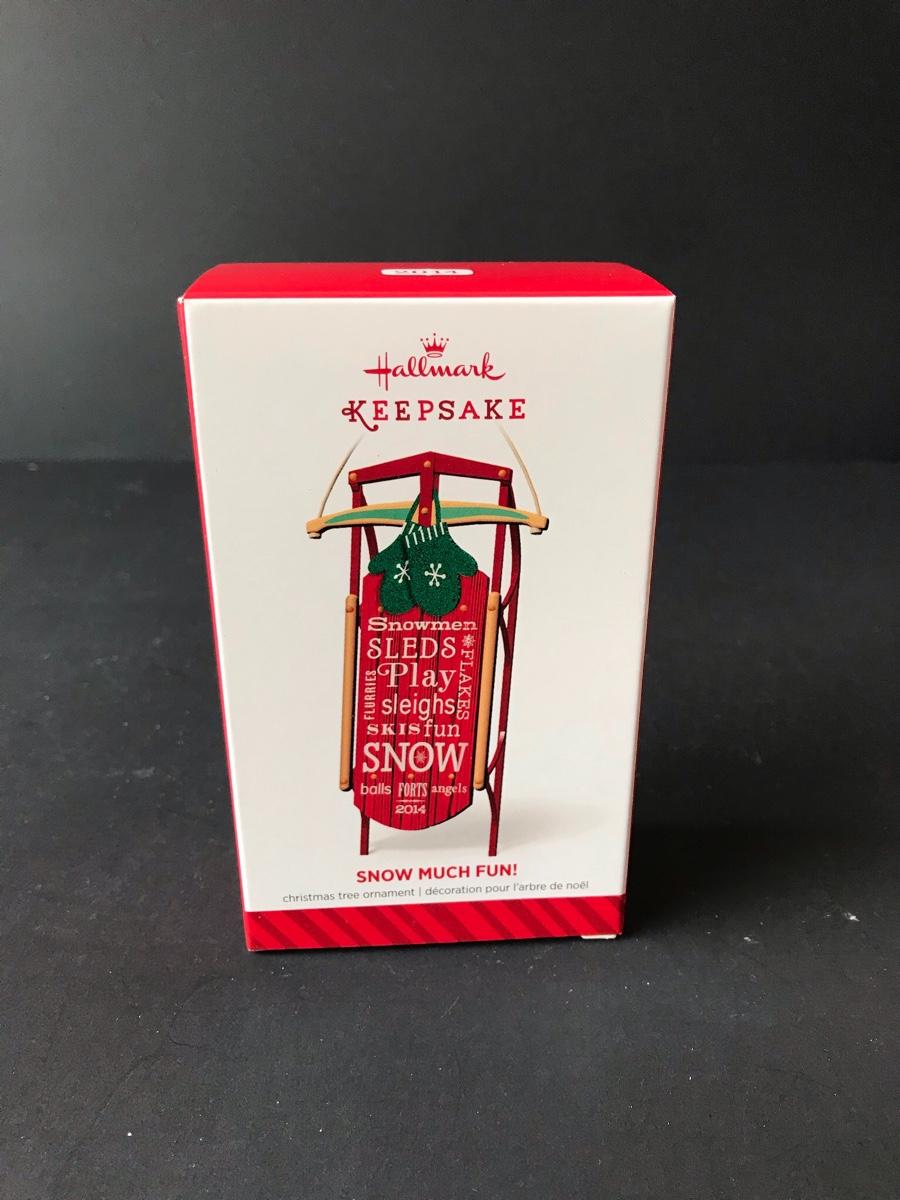 2014
Hallmark
KEEPSAKE
Snowmen
SLEDS
FLAKES
FLURRIES
Play
sleighs
SKIS fun
SNOW
balls FORTS angels
2014
SNOW MUCH FUN!
christmas tree ornament | décoration pour l'arbre de noël